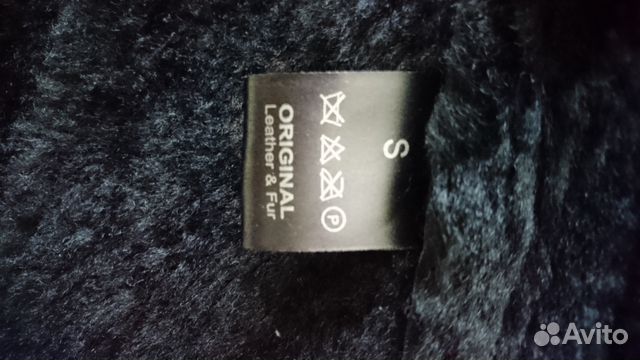 S
P
ORIGINAL
Leather & Fur
Avito